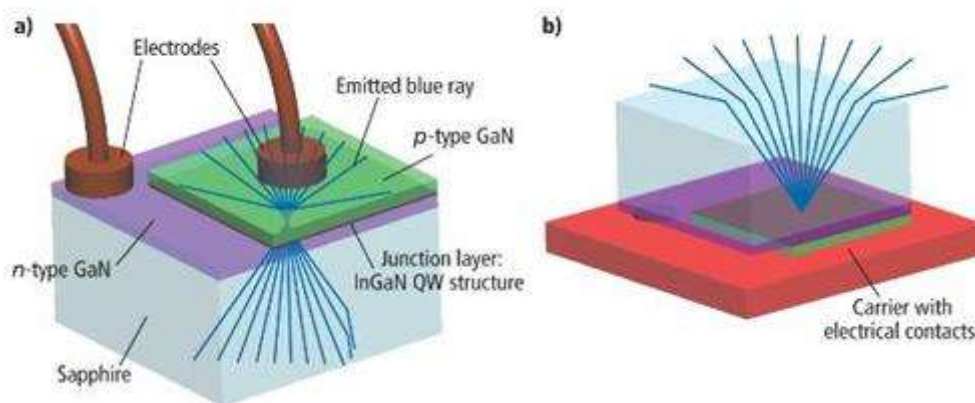 a)
Electrodes
Emitted blue ray
p-type GaN
n-type GaN
Junction layer:
InGaN QW structure
Sapphire
b)
Carrier with
electrical contacts